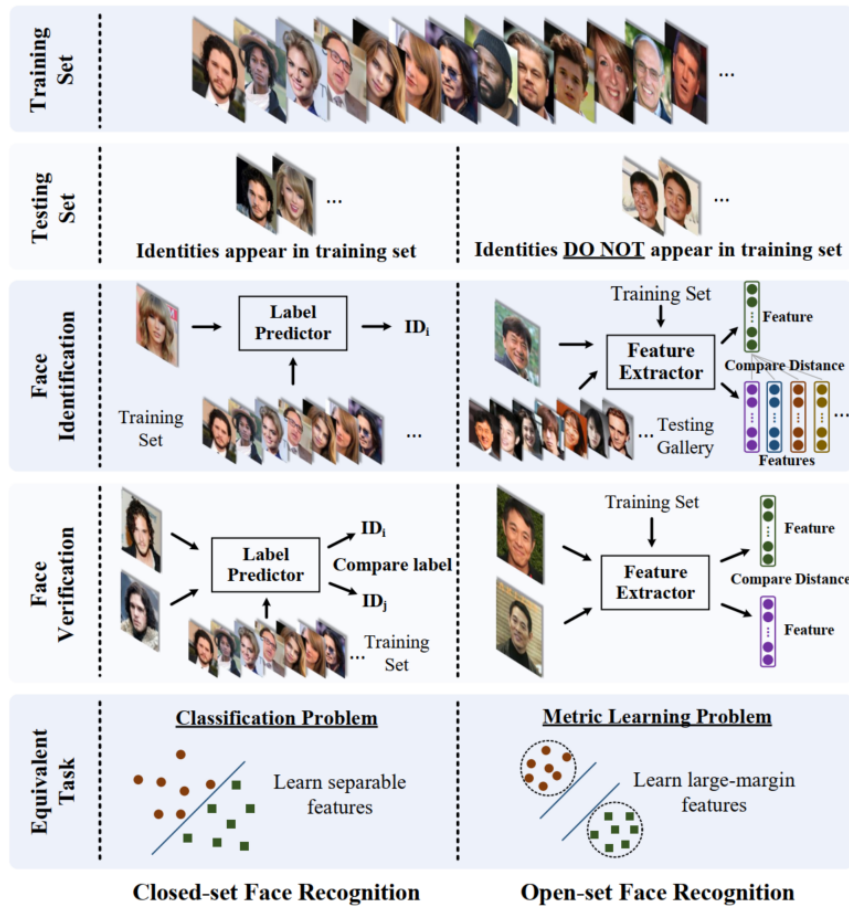 Training
Set
...
Testing
Set
...
Identities appear in training set
...
Identities DO NOT appear in training set
Face
Identification
Label
Predictor
IDi
Training
Set
...
Training Set
Feature
Extractor
Feature
Compare Distance
...
Features
... Testing
Gallery
Face
Verification
Label
Predictor
IDi
Compare label
IDj
... Training
Set
Training Set
Feature
Extractor
Feature
Compare Distance
Feature
Equivalent
Task
Classification Problem
Learn separable
features
Metric Learning Problem
Learn large-margin
features
Closed-set Face Recognition
Open-set Face Recognition